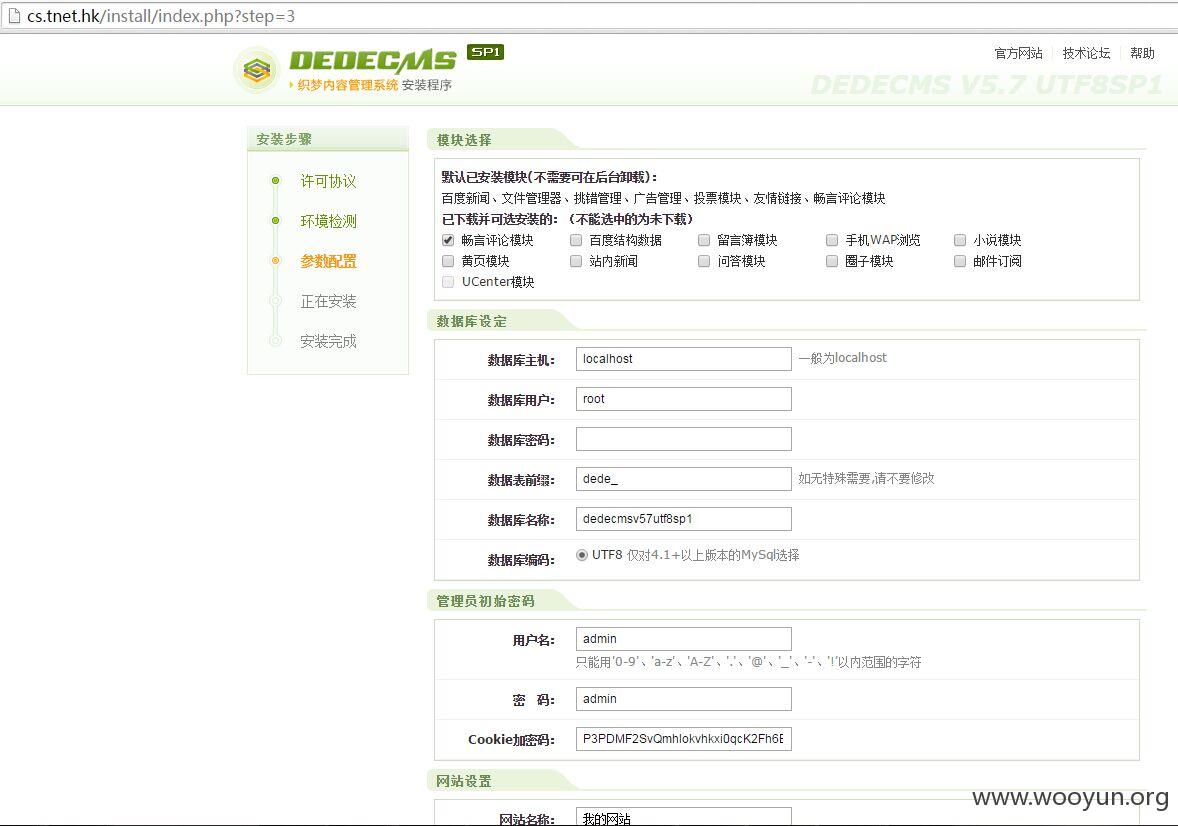 cs.tnet.hk/install/index.php?step=3
DEDECMS SP1
织梦内容管理系统 安装程序
官方网站 技术论坛 帮助
DEDECMS V5.7 UTF8SP1
安装步骤
许可协议
环境检测
参数配置
正在安装
安装完成
模块选择
默认已安装模块(不需要可在后台卸载)：
百度新闻、文件管理器、挑错管理、广告管理、投票模块、友情链接、畅言评论模块
已下载并可选安装的：（不能选中的为未下载）
畅言评论模块 百度结构数据 留言簿模块 手机WAP浏览 小说模块
黄页模块 站内新闻 问答模块 圈子模块 邮件订阅
UCenter模块
数据库设定
数据库主机： localhost 一般为localhost
数据库用户： root
数据库密码：
数据表前缀： dede_ 如无特殊需要,请不要修改
数据库名称： dedecmsv57utf8sp1
数据库编码： UTF8 仅对4.1+以上版本的MySql选择
管理员初始密码
用户名： admin
只能用'0-9'、'a-z'、'A-Z'、'.'、'@'、'_'、'-'、'!'以内范围的字符
密 码： admin
Cookie加密码：
网站设置
网站名称： 我的网站
www.wooyun.org